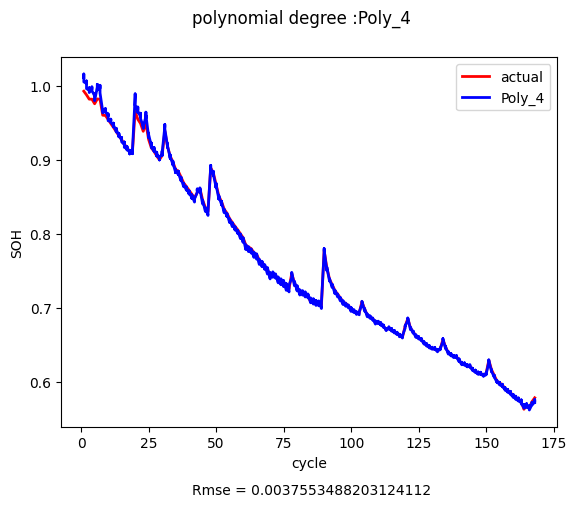 polynomial degree :Poly_4
actual
Poly_4
1.0
0.9
0.8
0.7
0.6
SOH
0 25 50 75 100 125 150 175
cycle
Rmse = 0.0037553488203124112